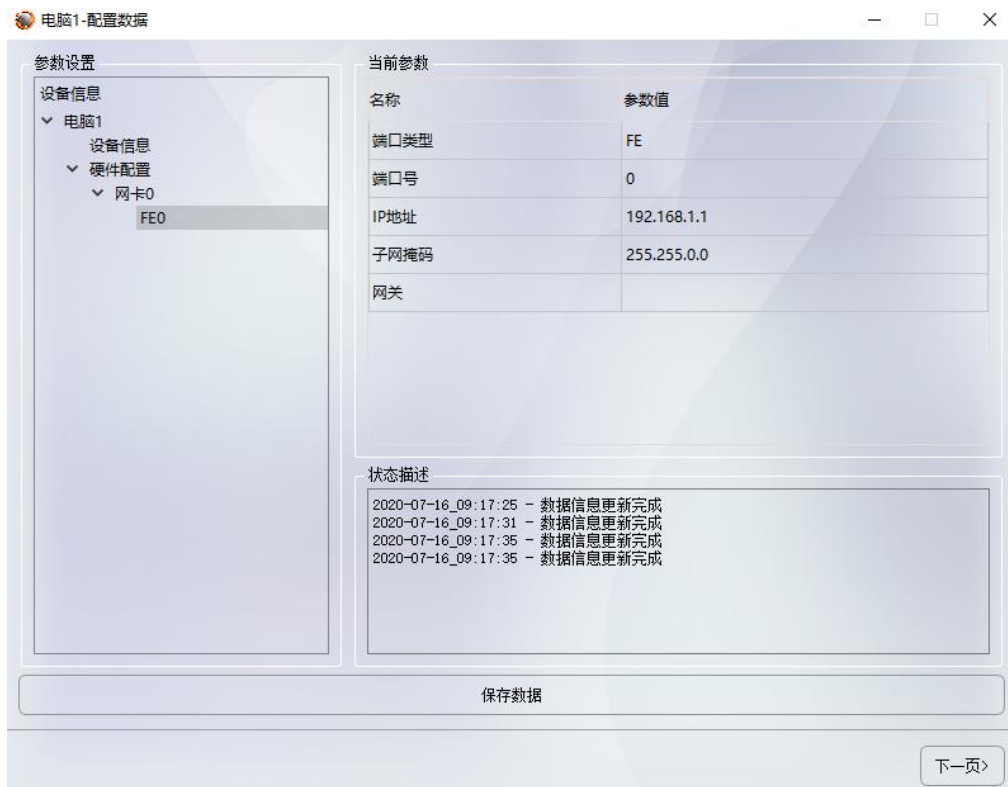 电脑1-配置数据
参数设置
设备信息
电脑1
设备信息
硬件配置
网卡0
FE0
当前参数
名称 参数值
端口类型 FE
端口号 0
IP地址 192.168.1.1
子网掩码 255.255.0.0
网关
状态描述
2020-07-16_09:17:25 - 数据信息更新完成
2020-07-16_09:17:31 - 数据信息更新完成
2020-07-16_09:17:35 - 数据信息更新完成
2020-07-16_09:17:35 - 数据信息更新完成
保存数据
下一页>